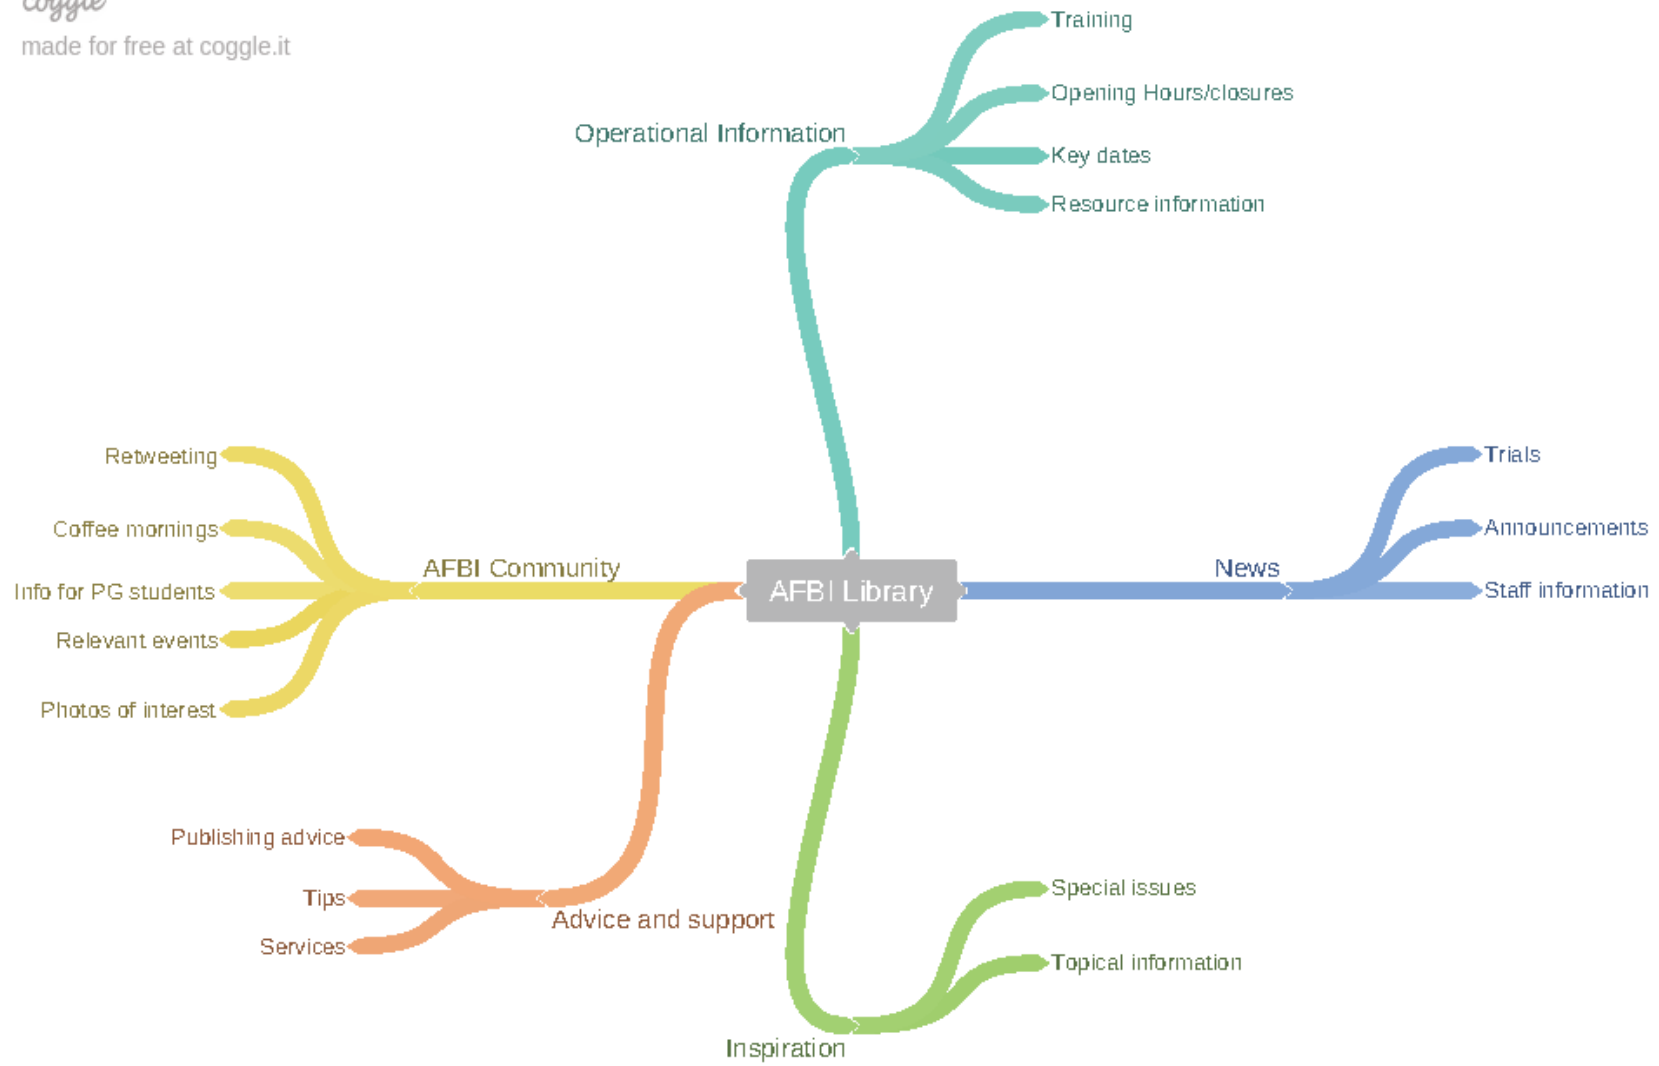 coggle
made for free at coggle.it
Training
Opening Hours/closures
Operational Information
Key dates
Resource information
Retweeting
Coffee mornings
AFBI Community
Info for PG students
Relevant events
Photos of interest
AFBI Library
News
Trials
Announcements
Staff information
Publishing advice
Tips
Advice and support
Services
Special issues
Topical information
Inspiration